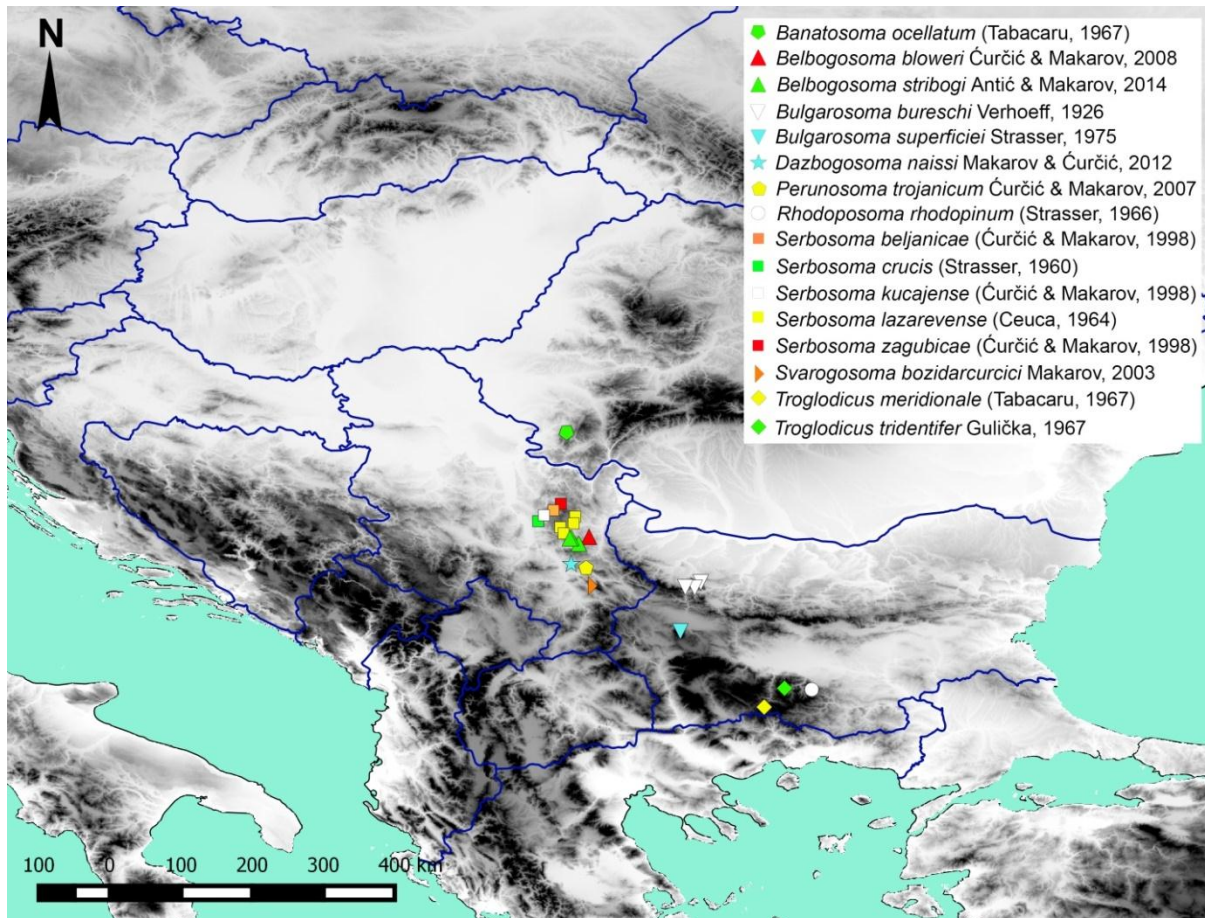 N
Banatosoma ocellatum (Tabacaru, 1967)
Belbogosoma bloweri Ćurčić & Makarov, 2008
Belbogosoma stribogi Antić & Makarov, 2014
Bulgarosoma bureschi Verhoeff, 1926
Bulgarosoma superficiei Strasser, 1975
Dazbogosoma naissi Makarov & Ćurčić, 2012
Perunosoma trojanicum Ćurčić & Makarov, 2007
Rhodoposoma rhodopinum (Strasser, 1966)
Serbosoma beljanicae (Ćurčić & Makarov, 1998)
Serbosoma crucis (Strasser, 1960)
Serbosoma kucajense (Ćurčić & Makarov, 1998)
Serbosoma lazarevense (Ceuca, 1964)
Serbosoma zagubicae (Ćurčić & Makarov, 1998)
Svarogosoma bozidarcurcici Makarov, 2003
Troglodicus meridionale (Tabacaru, 1967)
Troglodicus tridentifer Gulička, 1967
100 0 100 200 300 400 km